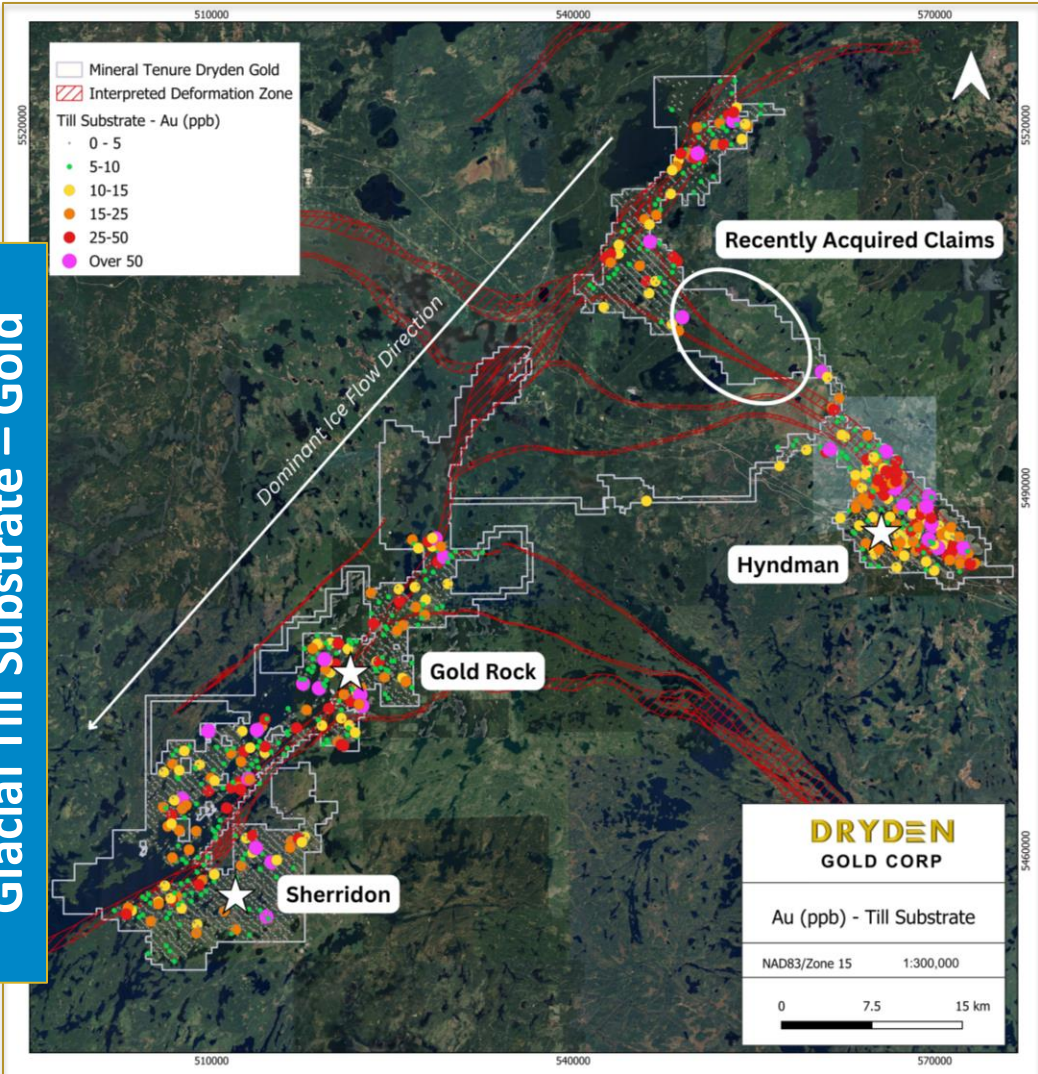 Glacial Till Substrate – Gold
510000
540000
570000
5520000
5520000
5490000
5460000
510000
540000
570000
Mineral Tenure Dryden Gold
Interpreted Deformation Zone
Till Substrate - Au (ppb)
0 - 5
5-10
10-15
15-25
25-50
Over 50
Recently Acquired Claims
Dominant Ice Flow Direction
Hyndman
Gold Rock
Sherridon
DRYDEN
GOLD CORP
Au (ppb) - Till Substrate
NAD83/Zone 15 1:300,000
0 7.5 15 km